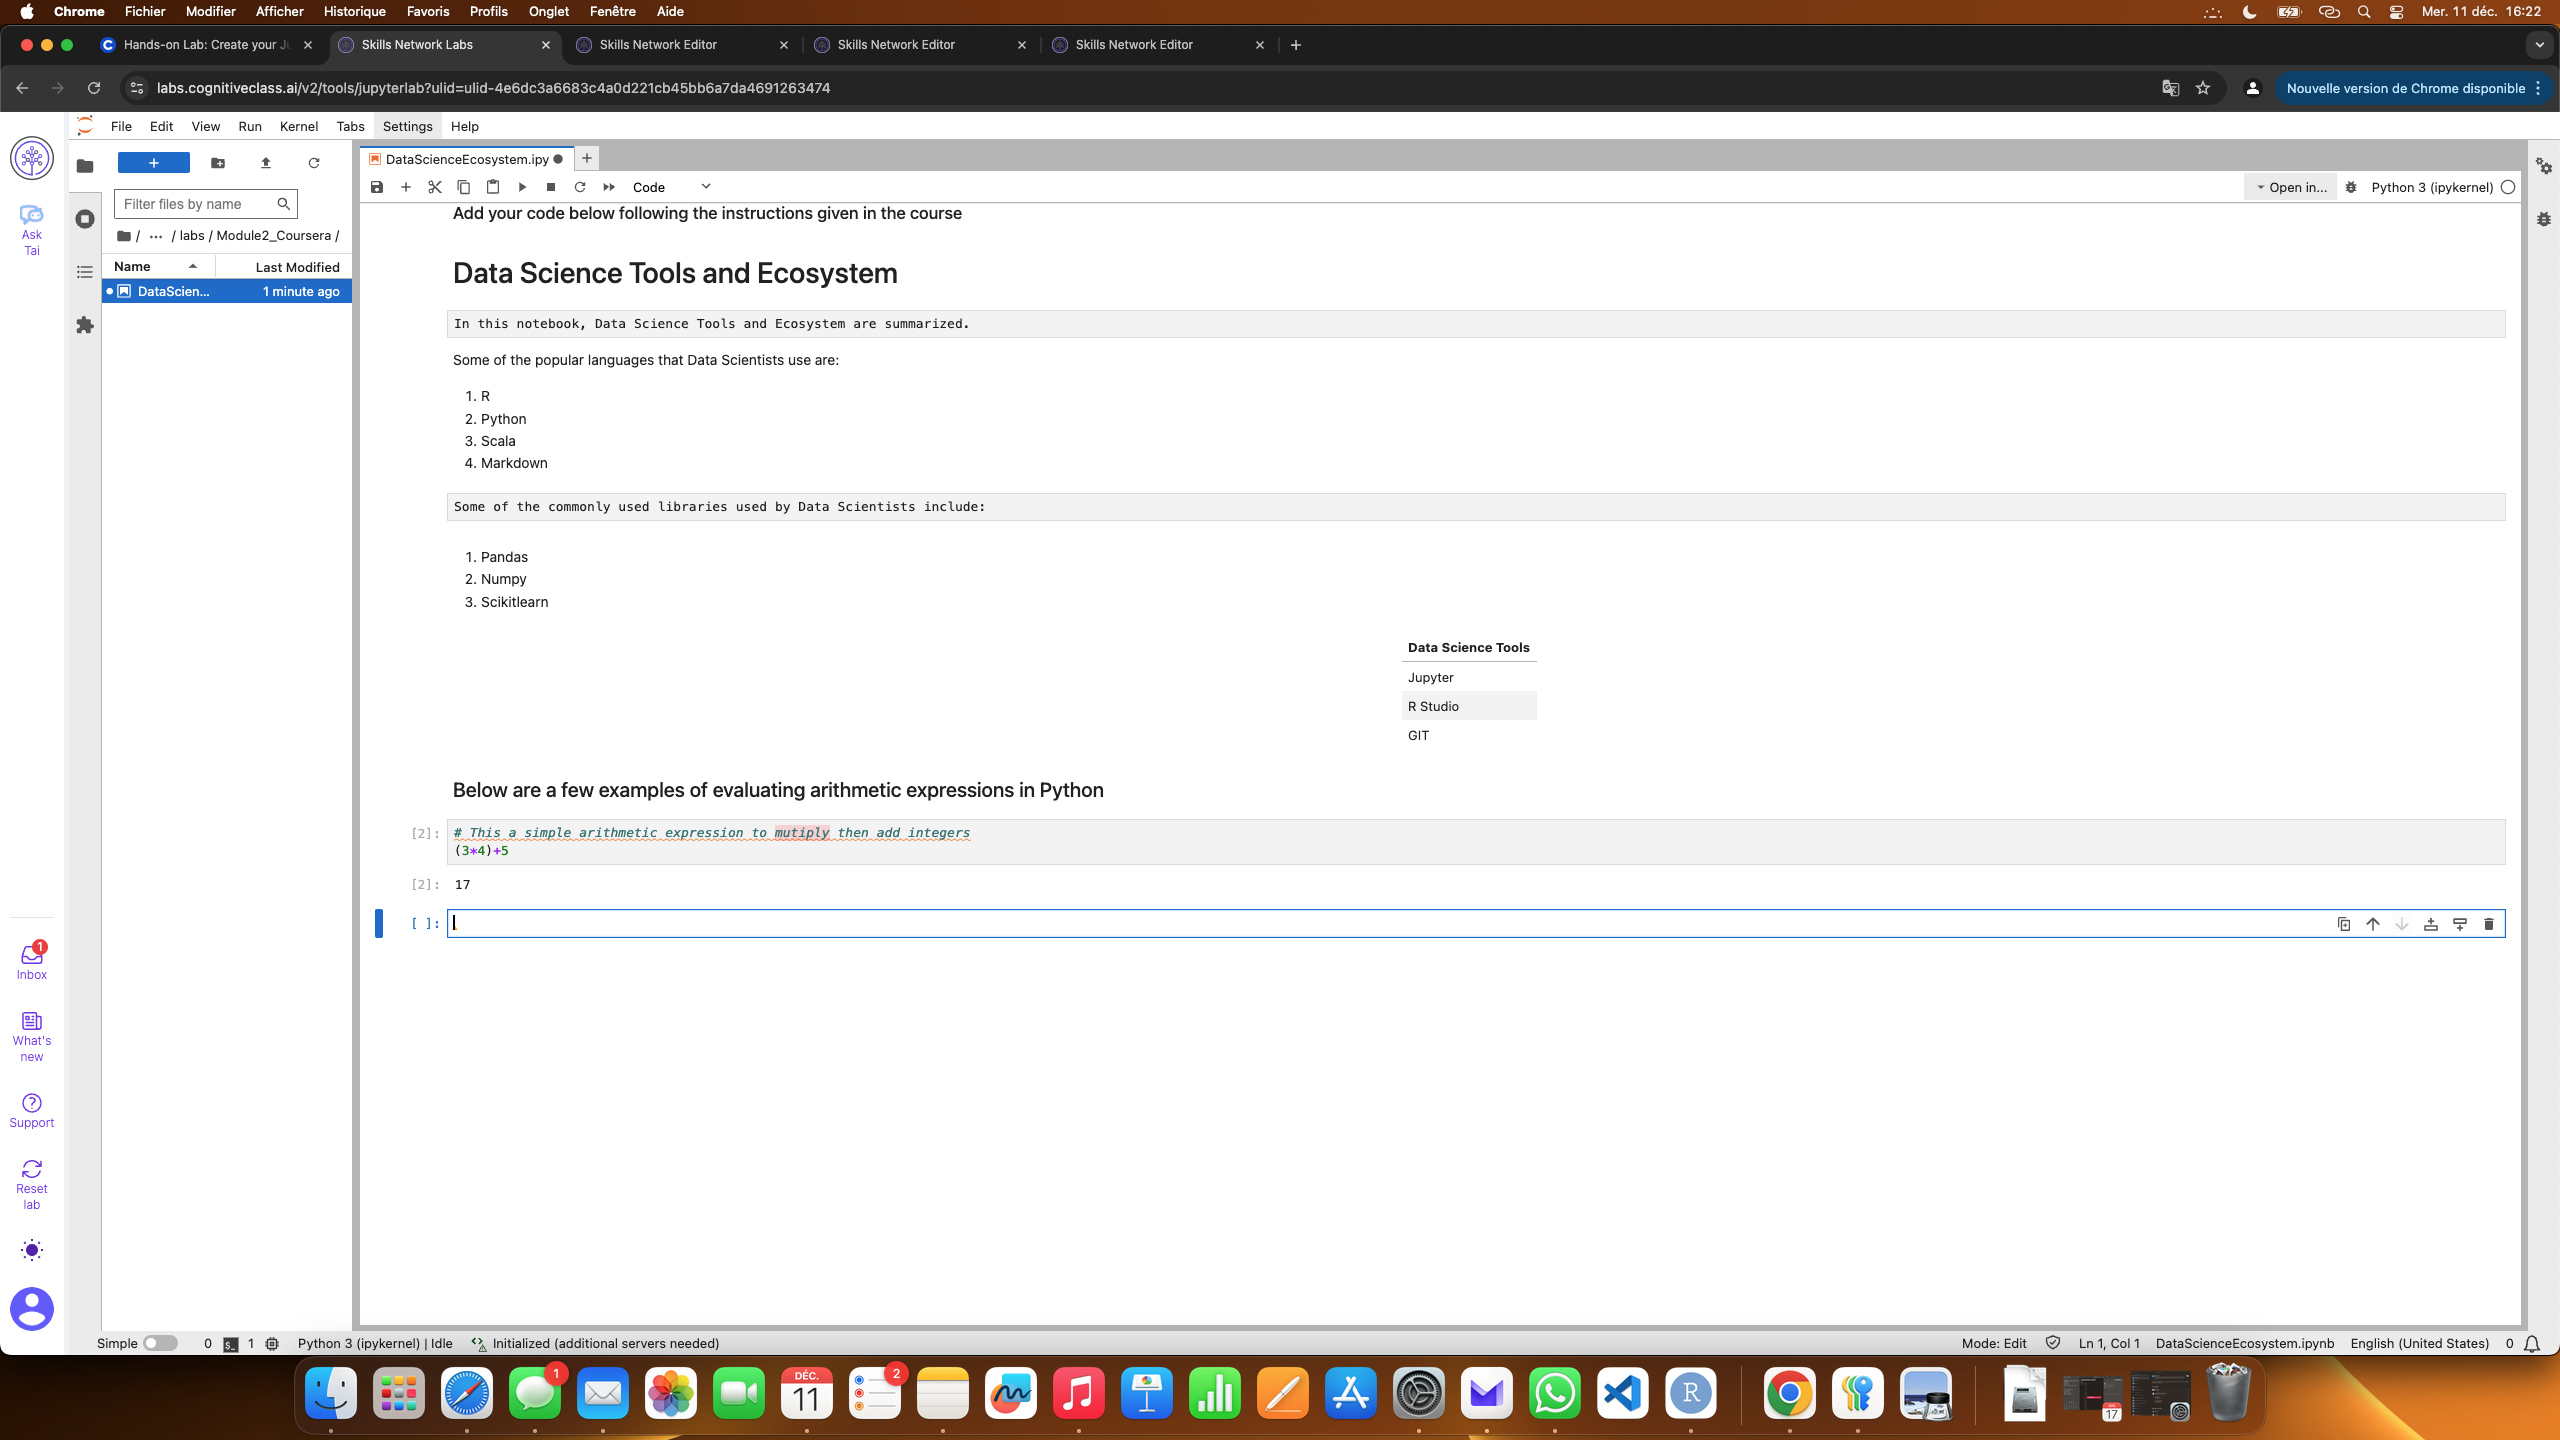 Chrome Fichier Modifier Afficher Historique Favoris Profils Onglet Fenêtre Aide Mer. 11 déc. 16:22
Hands-on Lab: Create your Ju Skills Network Labs Skills Network Editor Skills Network Editor Skills Network Editor
labs.cognitiveclass.ai/v2/tools/jupyterlab?ulid=ulid-4e6dc3a6683c4a0d221cb45bb6a7da4691263474 Nouvelle version de Chrome disponible
File Edit View Run Kernel Tabs Settings Help
DataScienceEcosystem.ipy
Code Open in... Python 3 (ipykernel)
Filter files by name
/ ... / labs / Module2_Coursera /
Name Last Modified
DataScien... 1 minute ago
Ask
Tai
Inbox
1
What's
new
Support
Reset
lab
Add your code below following the instructions given in the course
Data Science Tools and Ecosystem
In this notebook, Data Science Tools and Ecosystem are summarized.
Some of the popular languages that Data Scientists use are:
1. R
2. Python
3. Scala
4. Markdown
Some of the commonly used libraries used by Data Scientists include:
1. Pandas
2. Numpy
3. Scikitlearn
Data Science Tools
Jupyter
R Studio
GIT
Below are a few examples of evaluating arithmetic expressions in Python
[2]: # This a simple arithmetic expression to mutiply then add integers
(3*4)+5
[2]: 17
[ ]:
Simple 0 1 Python 3 (ipykernel) | Idle Initialized (additional servers needed) Mode: Edit Ln 1, Col 1 DataScienceEcosystem.ipynb English (United States) 0
1 DÉC. 11 2 R 17